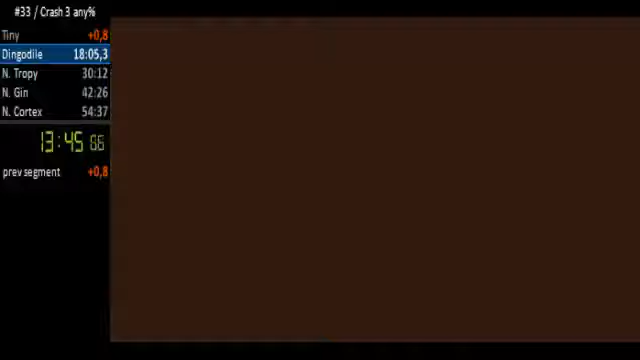 #33 / Crash 3 any%
Tiny +0,8
Dingodile 18:05,3
N. Tropy 30:12
N. Gin 42:26
N. Cortex 54:37
13:45 66
prev segment +0,8